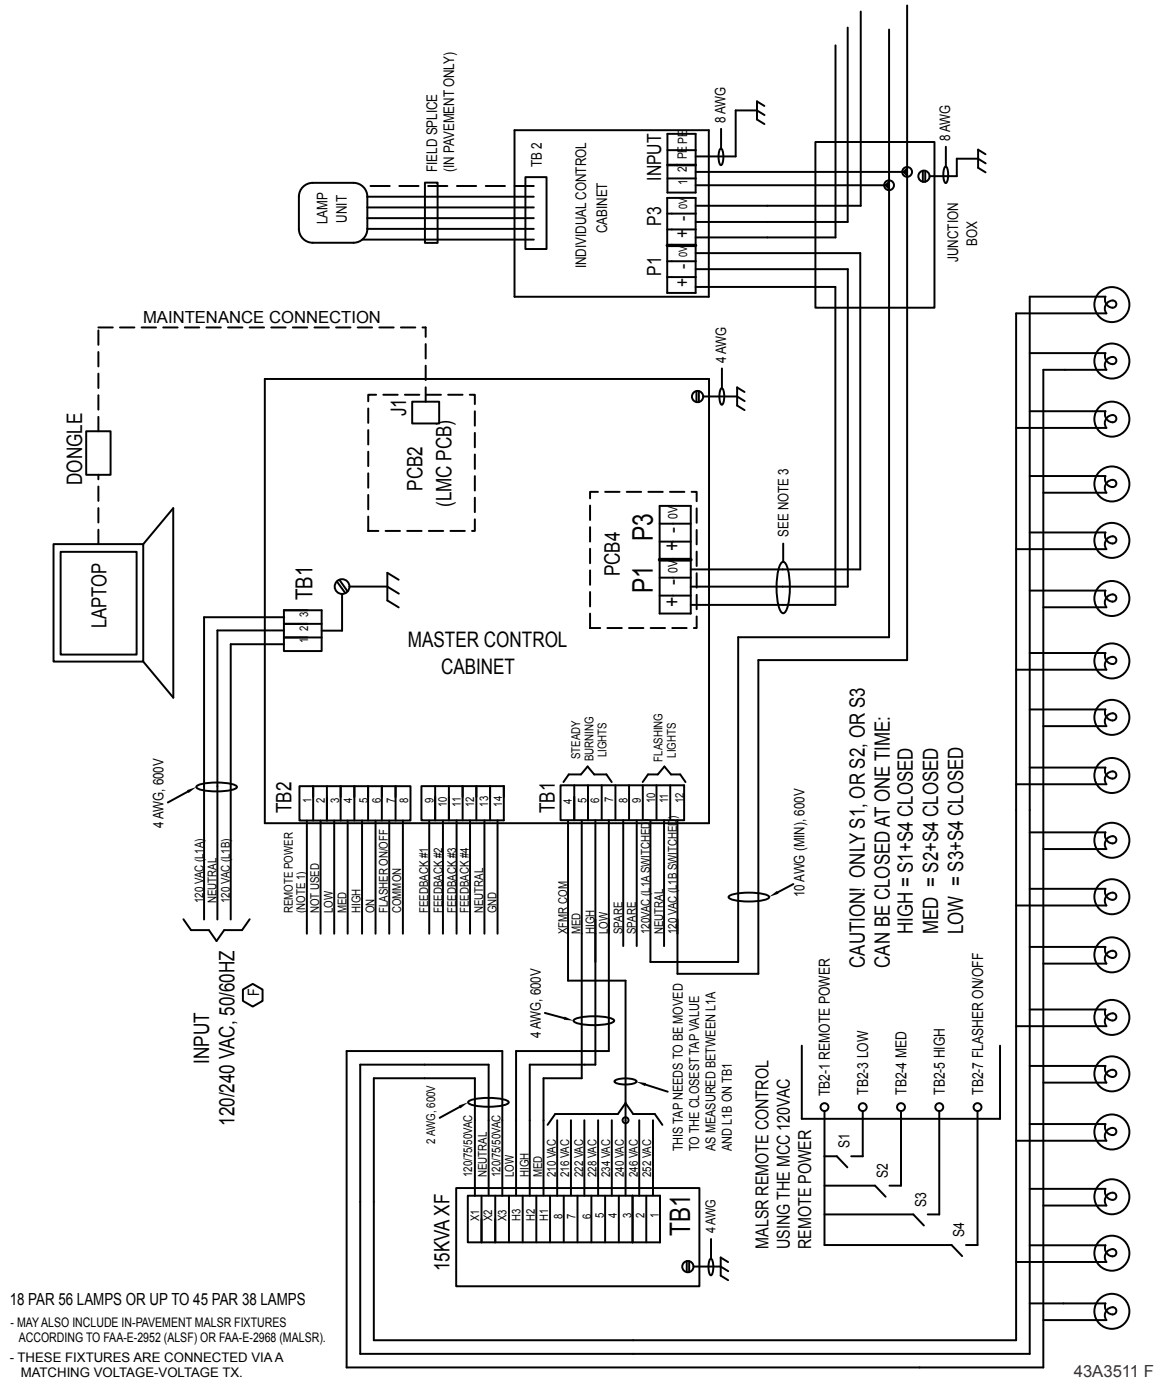 FIELD SPLICE
(IN PAVEMENT ONLY)
LAMP
UNIT
TB 2
INDIVIDUAL CONTROL
CABINET
INPUT
1 2 PE PE
P3
+ - 0V
P1
+ - 0V
8 AWG
8 AWG
JUNCTION
BOX
MAINTENANCE CONNECTION
DONGLE
LAPTOP
4 AWG
J1
PCB2
(LMC PCB)
PCB4
P1 P3
+ - 0V + - 0V
SEE NOTE 3
TB1
1 2 3
MASTER CONTROL
CABINET
4 AWG, 600V
120 VAC (L1A)
NEUTRAL
120 VAC (L1B)
INPUT
120/240 VAC, 50/60HZ
F
TB2
1
2
3
4
5
6
7
8
9
10
11
12
13
14
REMOTE POWER
(NOTE 1)
NOT USED
LOW
MED
HIGH
ON
FLASHER ON/OFF
COMMON
FEEDBACK #1
FEEDBACK #2
FEEDBACK #3
FEEDBACK #4
NEUTRAL
GND
TB1
4
5
6
7
8
9
10
11
12
STEADY
BURNING
LIGHTS
FLASHING
LIGHTS
XFMR COM
MED
HIGH
LOW
SPARE
SPARE
120VAC (L1A SWITCHED)
NEUTRAL
120 VAC (L1B SWITCHED)
10 AWG (MIN), 600V
4 AWG, 600V
2 AWG, 600V
THIS TAP NEEDS TO BE MOVED
TO THE CLOSEST TAP VALUE
AS MEASURED BETWEEN L1A
AND L1B ON TB1
120/75/50VAC
NEUTRAL
120/75/50VAC
LOW
HIGH
MED
210 VAC
216 VAC
222 VAC
228 VAC
234 VAC
240 VAC
246 VAC
252 VAC
15KVA XF
X1
X2
X3
H3
H2
H1
8
7
6
5
4
3
2
1
TB1
4 AWG
CAUTION! ONLY S1, OR S2, OR S3
CAN BE CLOSED AT ONE TIME:
HIGH = S1+S4 CLOSED
MED = S2+S4 CLOSED
LOW = S3+S4 CLOSED
MALSR REMOTE CONTROL
USING THE MCC 120VAC
REMOTE POWER
TB2-1 REMOTE POWER
TB2-3 LOW
TB2-4 MED
TB2-5 HIGH
TB2-7 FLASHER ON/OFF
S1
S2
S3
S4
18 PAR 56 LAMPS OR UP TO 45 PAR 38 LAMPS
- MAY ALSO INCLUDE IN-PAVEMENT MALSR FIXTURES
ACCORDING TO FAA-E-2952 (ALSF) OR FAA-E-2968 (MALSR).
- THESE FIXTURES ARE CONNECTED VIA A
MATCHING VOLTAGE-VOLTAGE TX.
43A3511 F